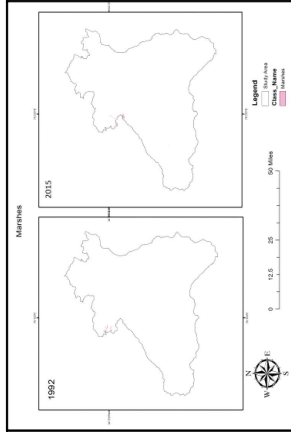 Marshes
1992
2015
N
W
E
S
0
12.5
25
50 Miles
Legend
Study Area
Class_Name
Marshes